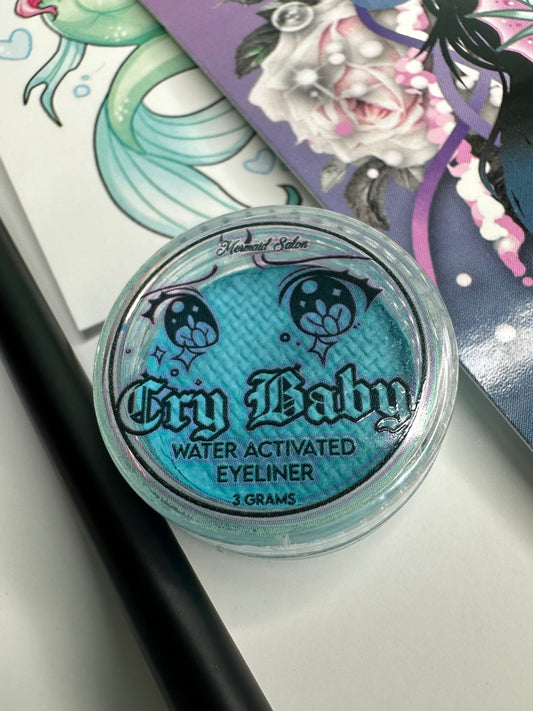 Mermaid Salon
Cry Baby
WATER ACTIVATED
EYELINER
3 GRAMS